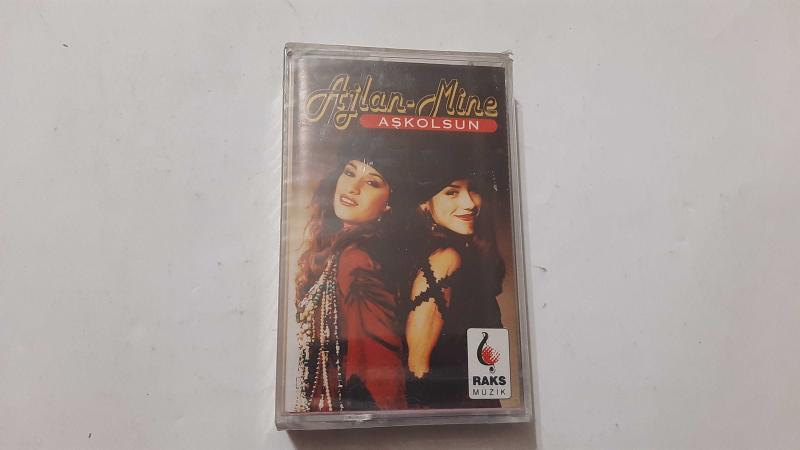 Ajlan-Mine
AŞKOLSUN
RAKS
MÜZİK